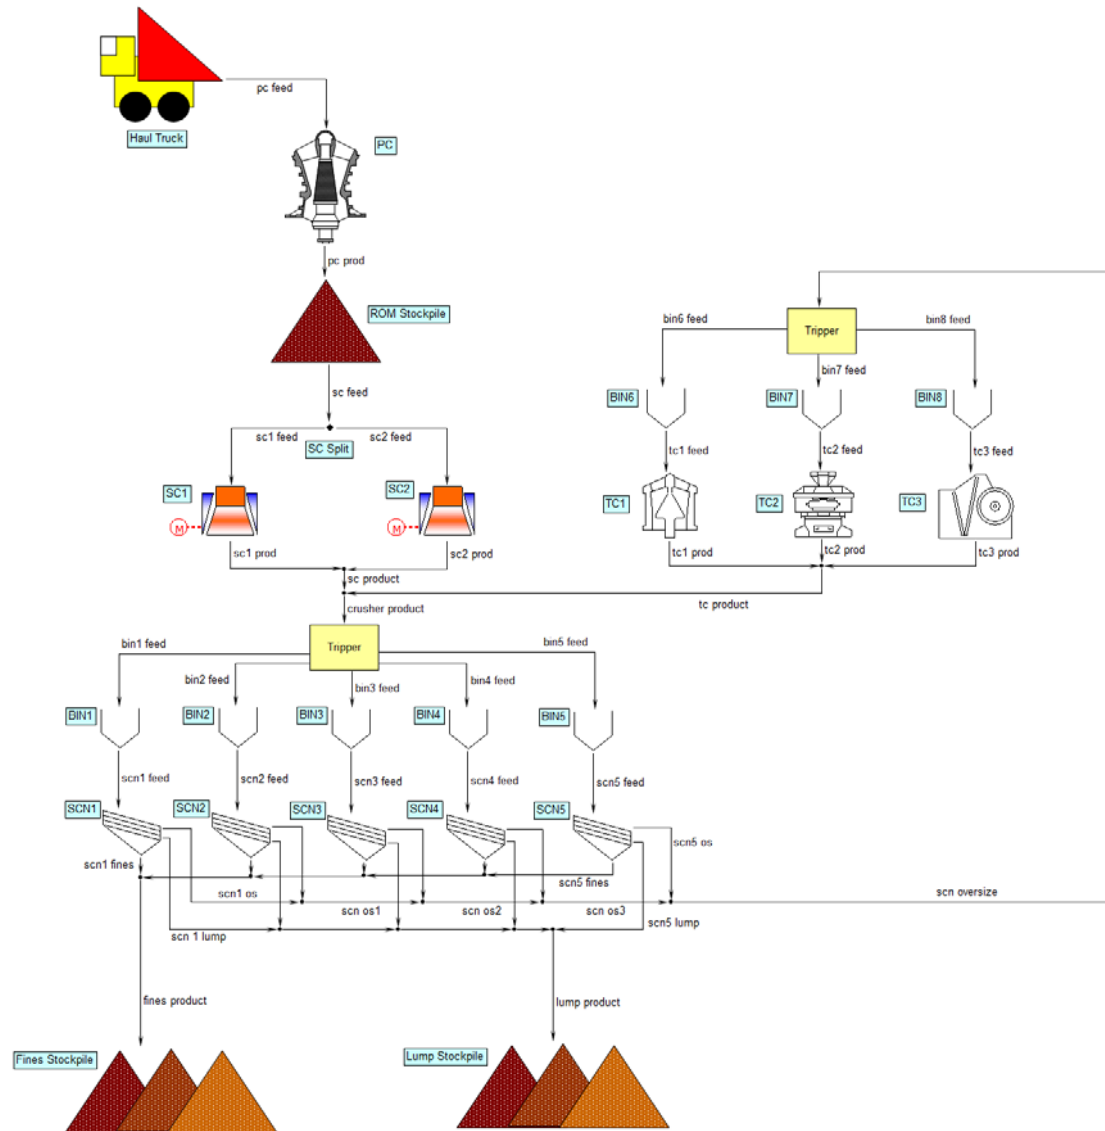 pc feed
Haul Truck
PC
pc prod
ROM Stockpile
sc feed
sc1 feed
sc2 feed
SC Split
SC1
SC2
M
M
sc1 prod
sc2 prod
sc product
crusher product
bin6 feed
Tripper
bin8 feed
bin7 feed
BIN6
BIN7
BIN8
tc1 feed
tc2 feed
tc3 feed
TC1
TC2
TC3
tc1 prod
tc2 prod
tc3 prod
tc product
bin1 feed
Tripper
bin5 feed
bin2 feed
bin3 feed
bin4 feed
BIN1
BIN2
BIN3
BIN4
BIN5
scn1 feed
scn2 feed
scn3 feed
scn4 feed
scn5 feed
SCN1
SCN2
SCN3
SCN4
SCN5
scn5 os
scn1 fines
scn5 fines
scn1 os
scn os1
scn os2
scn os3
scn oversize
scn 1 lump
scn5 lump
fines product
lump product
Fines Stockpile
Lump Stockpile